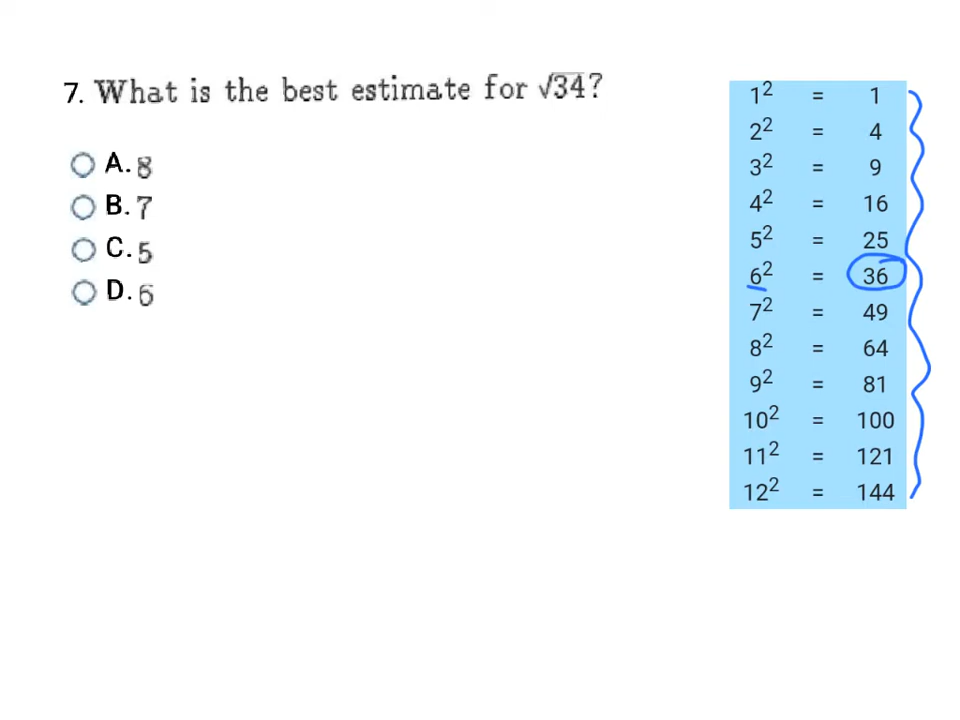 7. What is the best estimate for √34?
A. 8
B. 7
C. 5
D. 6
1² = 1
2² = 4
3² = 9
4² = 16
5² = 25
6² = 36
7² = 49
8² = 64
9² = 81
10² = 100
11² = 121
12² = 144